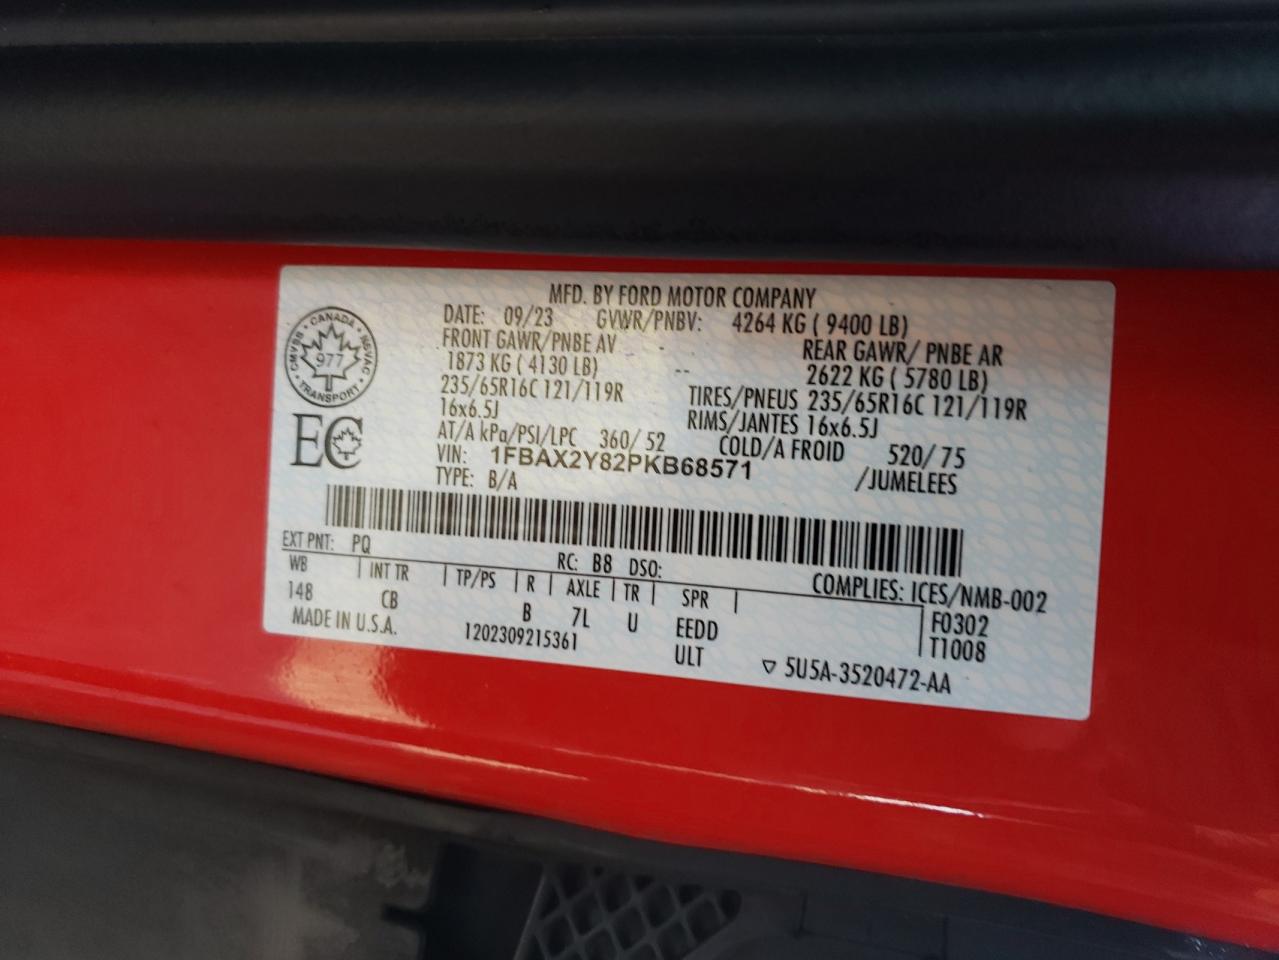 MFD. BY FORD MOTOR COMPANY
DATE: 09/23 GVWR/PNBV: 4264 KG ( 9400 LB)
FRONT GAWR/PNBE AV - REAR GAWR/ PNBE AR
1873 KG ( 4130 LB) -- 2622 KG ( 5780 LB)
235/65R16C 121/119R TIRES/PNEUS 235/65R16C 121/119R
16x6.5J RIMS/JANTES 16x6.5J
AT/A kPa/PSI/LPC 360/ 52 COLD/A FROID 520/ 75
VIN: 1FBAX2Y82PKB68571 /JUMELEES
TYPE: B/A
CANADA
CMVSS NSVAC
977
TRANSPORT
EC
EXT PNT: PQ RC: B8 DSO: COMPLIES: ICES/NMB-002
WB | INT TR | TP/PS | R | AXLE | TR | SPR | F0302
148 CB B 7L U EEDD T1008
MADE IN U.S.A. 1202309215361 ULT ▽ 5U5A-3520472-AA